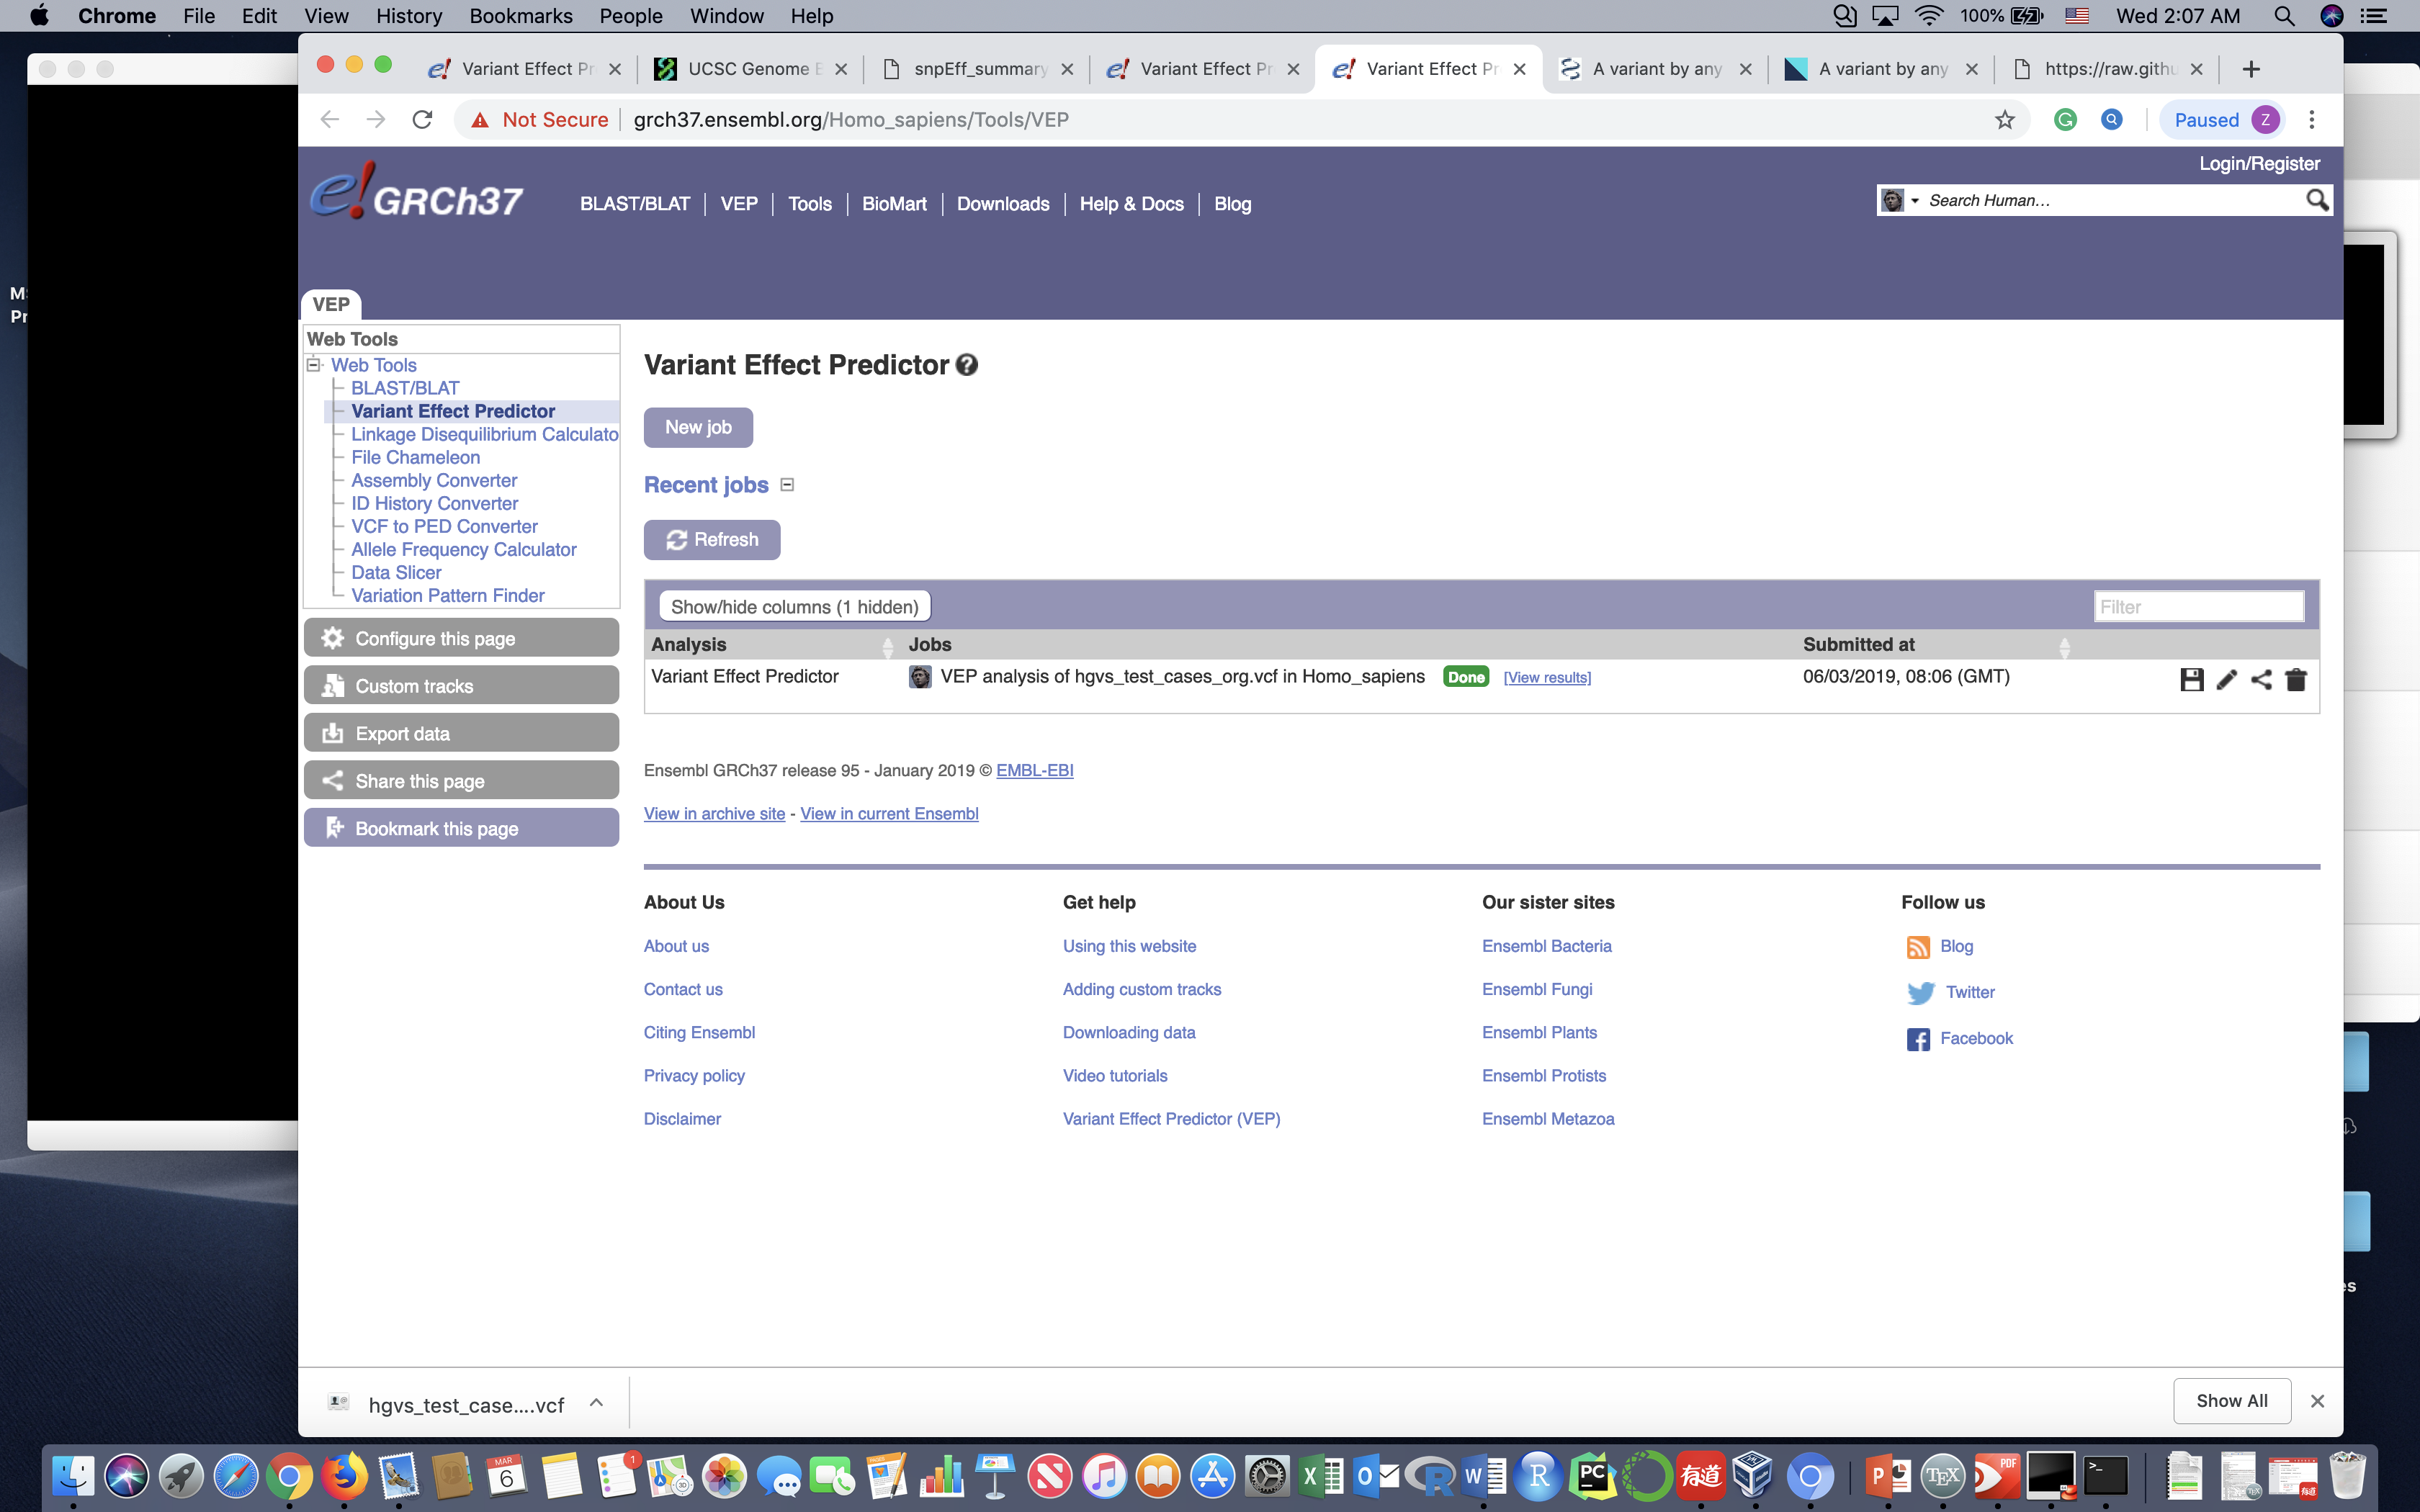 Chrome File Edit View History Bookmarks People Window Help 100% Wed 2:07 AM
Variant Effect Pr UCSC Genome snpEff_summary Variant Effect Pr Variant Effect Pr A variant by any A variant by any https://raw.githu
Not Secure grch37.ensembl.org/Homo_sapiens/Tools/VEP Paused Z
Login/Register
e!GRCh37 BLAST/BLAT VEP Tools BioMart Downloads Help & Docs Blog Search Human...
VEP
Web Tools
Web Tools
BLAST/BLAT
Variant Effect Predictor
Linkage Disequilibrium Calculato
File Chameleon
Assembly Converter
ID History Converter
VCF to PED Converter
Allele Frequency Calculator
Data Slicer
Variation Pattern Finder
Configure this page
Custom tracks
Export data
Share this page
Bookmark this page
Variant Effect Predictor ?
New job
Recent jobs
Refresh
Show/hide columns (1 hidden) Filter
Analysis Jobs Submitted at
Variant Effect Predictor VEP analysis of hgvs_test_cases_org.vcf in Homo_sapiens Done [View results] 06/03/2019, 08:06 (GMT)
Ensembl GRCh37 release 95 - January 2019 © EMBL-EBI
View in archive site - View in current Ensembl
About Us
About us
Contact us
Citing Ensembl
Privacy policy
Disclaimer
Get help
Using this website
Adding custom tracks
Downloading data
Video tutorials
Variant Effect Predictor (VEP)
Our sister sites
Ensembl Bacteria
Ensembl Fungi
Ensembl Plants
Ensembl Protists
Ensembl Metazoa
Follow us
Blog
Twitter
Facebook
hgvs_test_case....vcf Show All
MAR
6
1
有道
PC
TEX
PDF